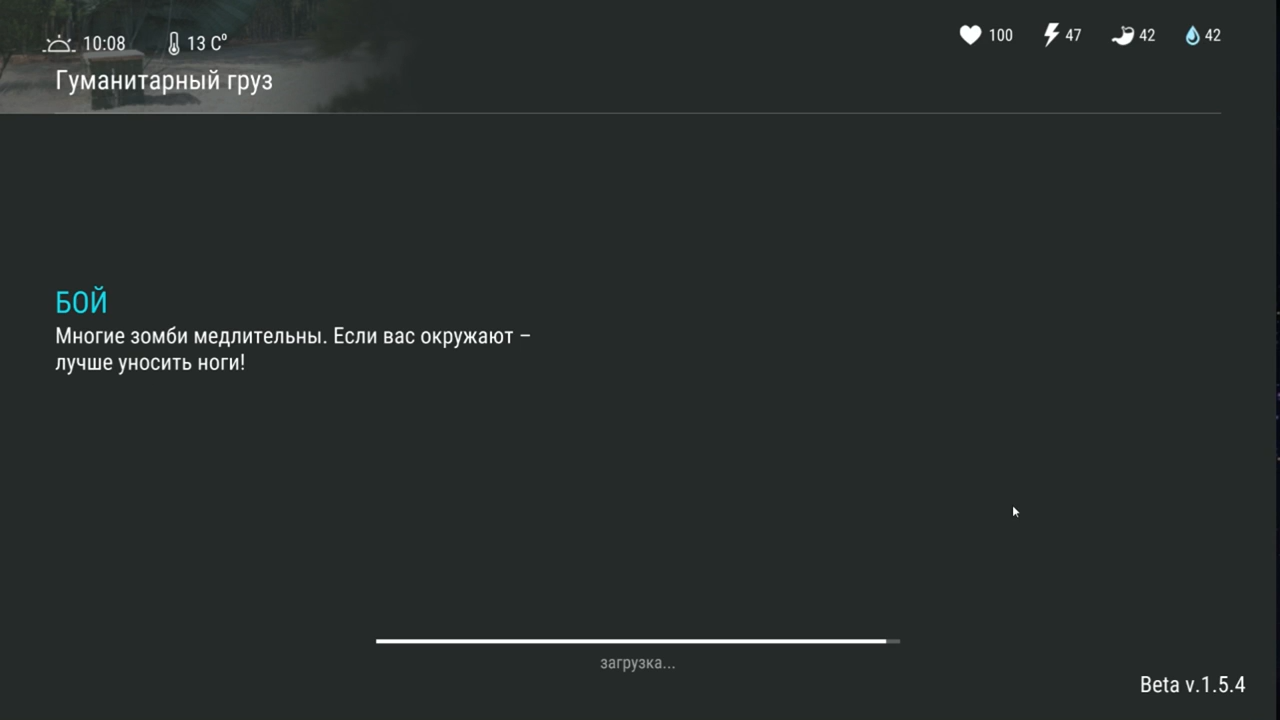 10:08 13 C°
100 47 42 42
Гуманитарный груз
БОЙ
Многие зомби медлительны. Если вас окружают –
лучше уносить ноги!
загрузка...
Beta v.1.5.4